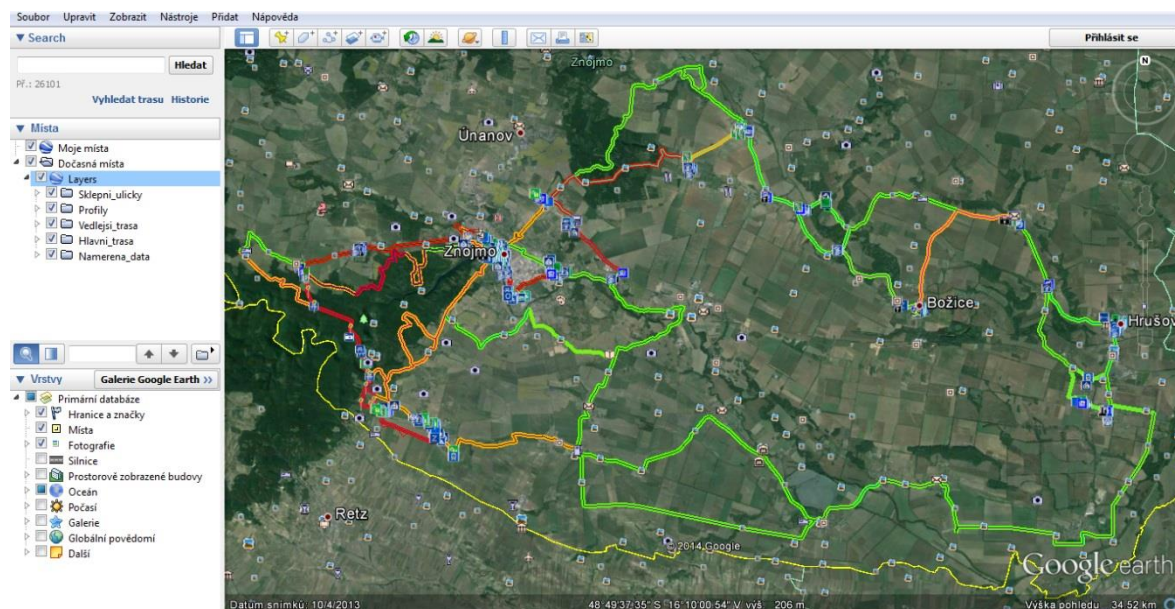 Soubor Upravit Zobrazit Nástroje Přidat Nápověda
Search
Hledat
Př.: 26101
Vyhledat trasu Historie
Místa
Moje místa
Dočasná místa
Layers
Sklepni_ulicky
Profily
Vedlejsi_trasa
Hlavni_trasa
Namerena_data
Vrstvy
Galerie Google Earth >>
Primární databáze
Hranice a značky
Místa
Fotografie
Silnice
Prostorově zobrazené budovy
Oceán
Počasí
Galerie
Globální povědomí
Další
Přihlásit se
N
Znojmo
Únanov
Znojmo
Božice
Hrušov
Retz
© 2014 Google
Google earth
Datum snímků: 10/4/2013 48°49'37.35" S 16°10'00.54" V výš 206 m Výška pohledu 34.52 km